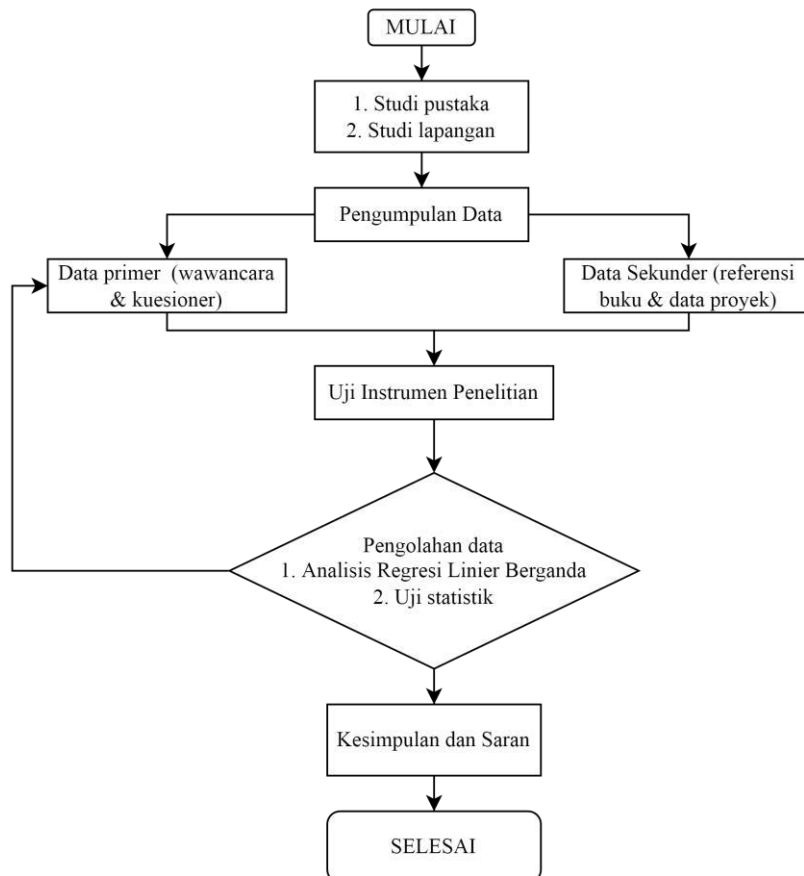 MULAI
1. Studi pustaka
2. Studi lapangan
Pengumpulan Data
Data primer (wawancara
& kuesioner)
Data Sekunder (referensi
buku & data proyek)
Uji Instrumen Penelitian
Pengolahan data
1. Analisis Regresi Linier Berganda
2. Uji statistik
Kesimpulan dan Saran
SELESAI